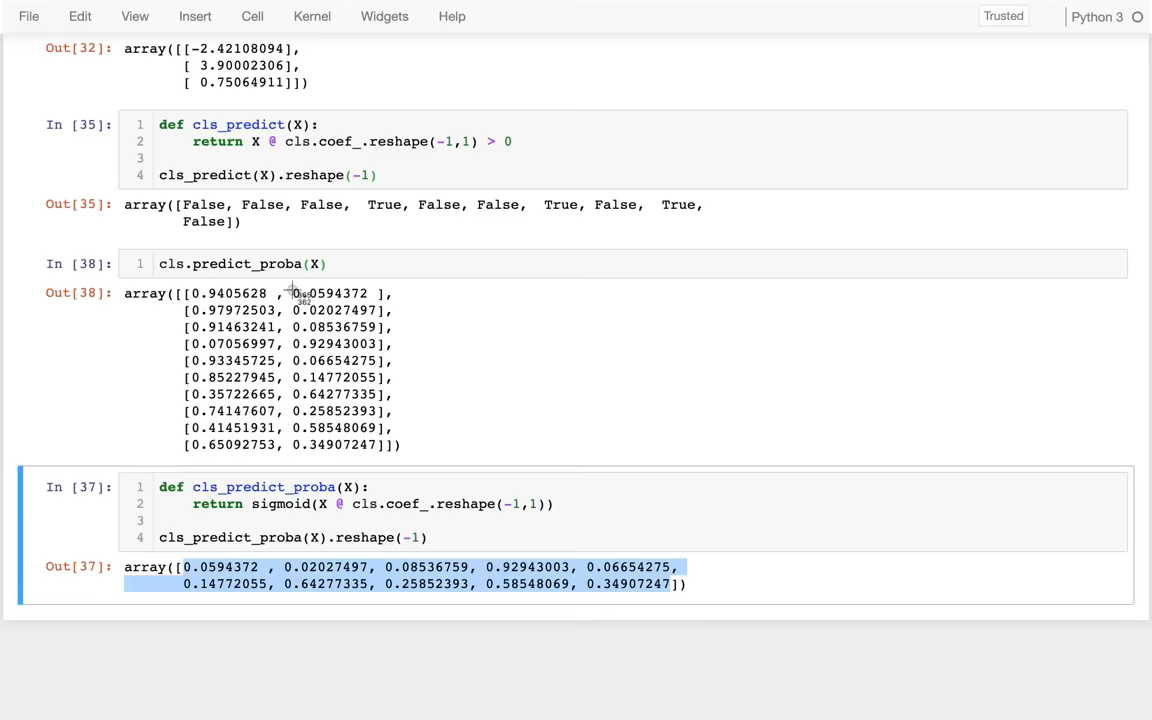 File Edit View Insert Cell Kernel Widgets Help Trusted Python 3
Out[32]: array([[-2.42108094],
[ 3.90002306],
[ 0.75064911]])
In [35]: 1 def cls_predict(X):
2 return X @ cls.coef_.reshape(-1,1) > 0
3
4 cls_predict(X).reshape(-1)
Out[35]: array([False, False, False, True, False, False, True, False, True,
False])
In [38]: 1 cls.predict_proba(X)
Out[38]: array([[0.9405628 , 0.0594372 ],
[0.97972503, 0.02027497],
[0.91463241, 0.08536759],
[0.07056997, 0.92943003],
[0.93345725, 0.06654275],
[0.85227945, 0.14772055],
[0.35722665, 0.64277335],
[0.74147607, 0.25852393],
[0.41451931, 0.58548069],
[0.65092753, 0.34907247]])
In [37]: 1 def cls_predict_proba(X):
2 return sigmoid(X @ cls.coef_.reshape(-1,1))
3
4 cls_predict_proba(X).reshape(-1)
Out[37]: array([0.0594372 , 0.02027497, 0.08536759, 0.92943003, 0.06654275,
0.14772055, 0.64277335, 0.25852393, 0.58548069, 0.34907247])